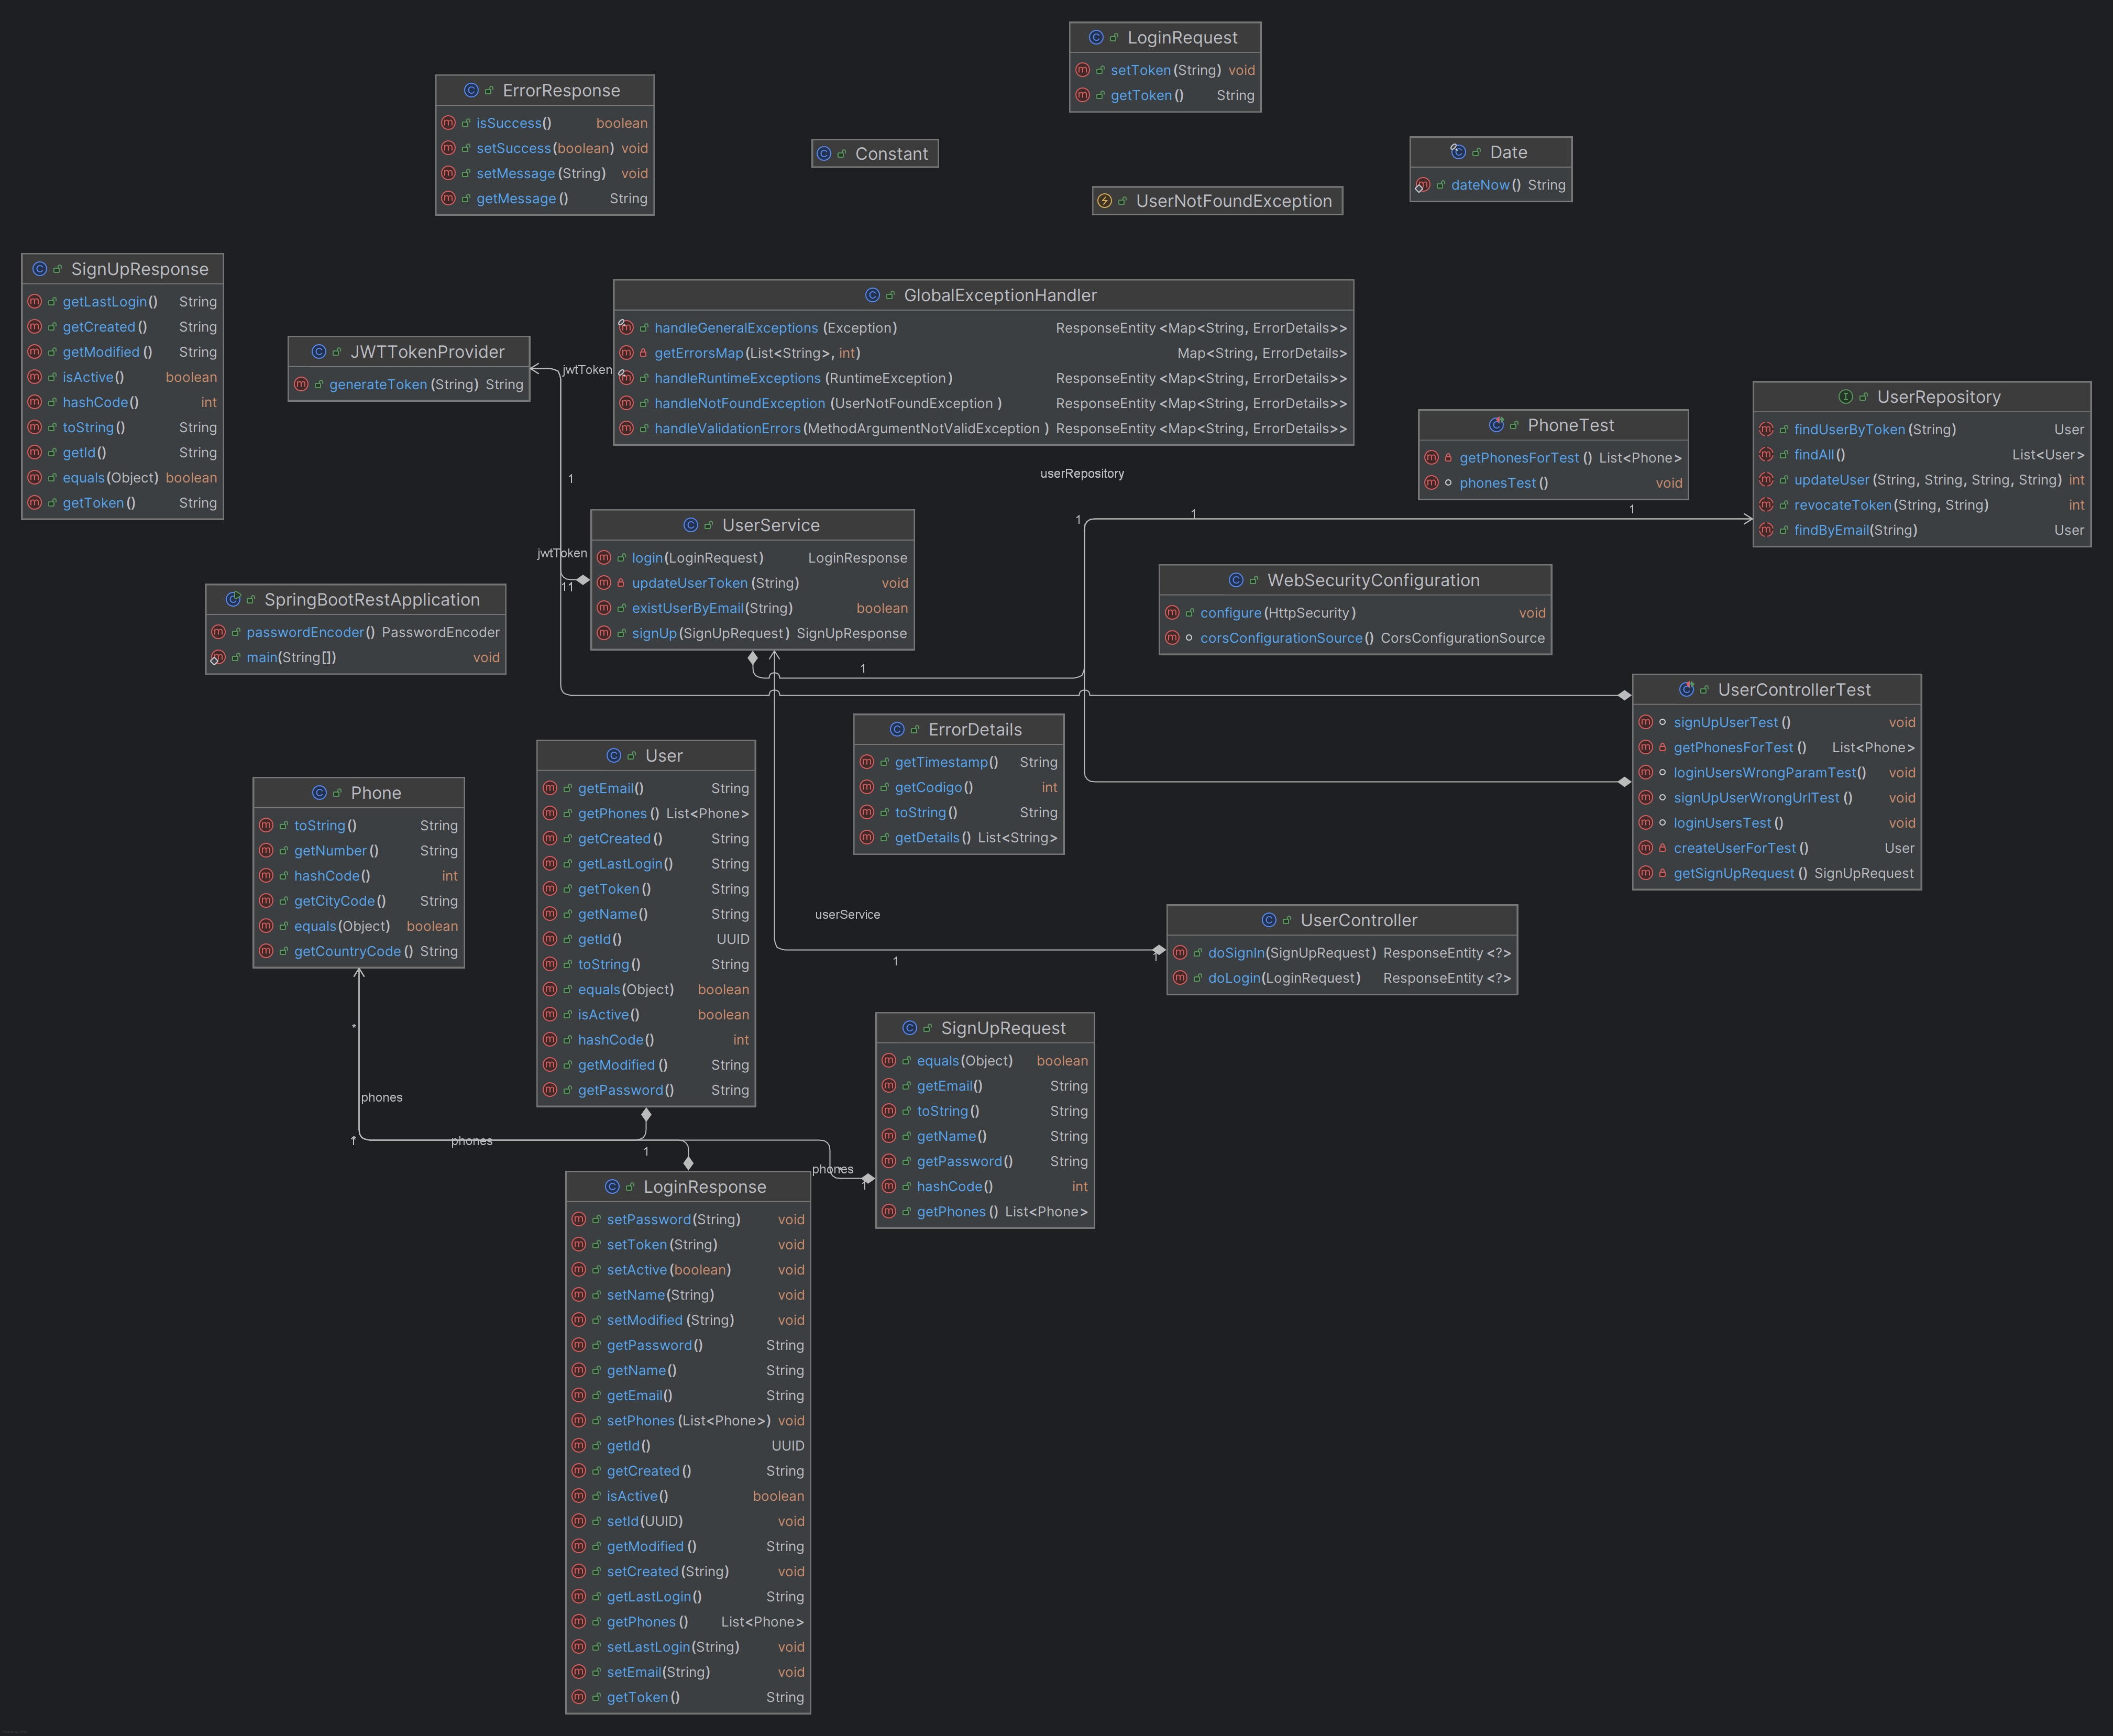 LoginRequest
setToken(String) void
getToken() String
ErrorResponse
isSuccess() boolean
setSuccess(boolean) void
setMessage(String) void
getMessage() String
Constant
Date
dateNow() String
UserNotFoundException
SignUpResponse
getLastLogin() String
getCreated() String
getModified() String
isActive() boolean
hashCode() int
toString() String
getId() String
equals(Object) boolean
getToken() String
GlobalExceptionHandler
handleGeneralExceptions(Exception) ResponseEntity<Map<String, ErrorDetails>>
getErrorsMap(List<String>, int) Map<String, ErrorDetails>
handleRuntimeExceptions(RuntimeException) ResponseEntity<Map<String, ErrorDetails>>
handleNotFoundException(UserNotFoundException) ResponseEntity<Map<String, ErrorDetails>>
handleValidationErrors(MethodArgumentNotValidException) ResponseEntity<Map<String, ErrorDetails>>
JWTTokenProvider
generateToken(String) String
jwtToken
1
UserRepository
findUserByToken(String) User
findAll() List<User>
updateUser(String, String, String, String) int
revocateToken(String, String) int
findByEmail(String) User
PhoneTest
getPhonesForTest() List<Phone>
phonesTest() void
userRepository
1
1
1
UserService
login(LoginRequest) LoginResponse
updateUserToken(String) void
existUserByEmail(String) boolean
signUp(SignUpRequest) SignUpResponse
jwtToken
11
1
WebSecurityConfiguration
configure(HttpSecurity) void
corsConfigurationSource() CorsConfigurationSource
SpringBootRestApplication
passwordEncoder() PasswordEncoder
main(String[]) void
UserControllerTest
signUpUserTest() void
getPhonesForTest() List<Phone>
loginUsersWrongParamTest() void
signUpUserWrongUrlTest() void
loginUsersTest() void
createUserForTest() User
getSignUpRequest() SignUpRequest
ErrorDetails
getTimestamp() String
getCodigo() int
toString() String
getDetails() List<String>
User
getEmail() String
getPhones() List<Phone>
getCreated() String
getLastLogin() String
getToken() String
getName() String
getId() UUID
toString() String
equals(Object) boolean
isActive() boolean
hashCode() int
getModified() String
getPassword() String
Phone
toString() String
getNumber() String
hashCode() int
getCityCode() String
equals(Object) boolean
getCountryCode() String
userService
1
1
UserController
doSignIn(SignUpRequest) ResponseEntity<?>
doLogin(LoginRequest) ResponseEntity<?>
SignUpRequest
equals(Object) boolean
getEmail() String
toString() String
getName() String
getPassword() String
hashCode() int
getPhones() List<Phone>
*
phones
phones
1
phones
1
LoginResponse
setPassword(String) void
setToken(String) void
setActive(boolean) void
setName(String) void
setModified(String) void
getPassword() String
getName() String
getEmail() String
setPhones(List<Phone>) void
getId() UUID
getCreated() String
isActive() boolean
setId(UUID) void
getModified() String
setCreated(String) void
getLastLogin() String
getPhones() List<Phone>
setLastLogin(String) void
setEmail(String) void
getToken() String